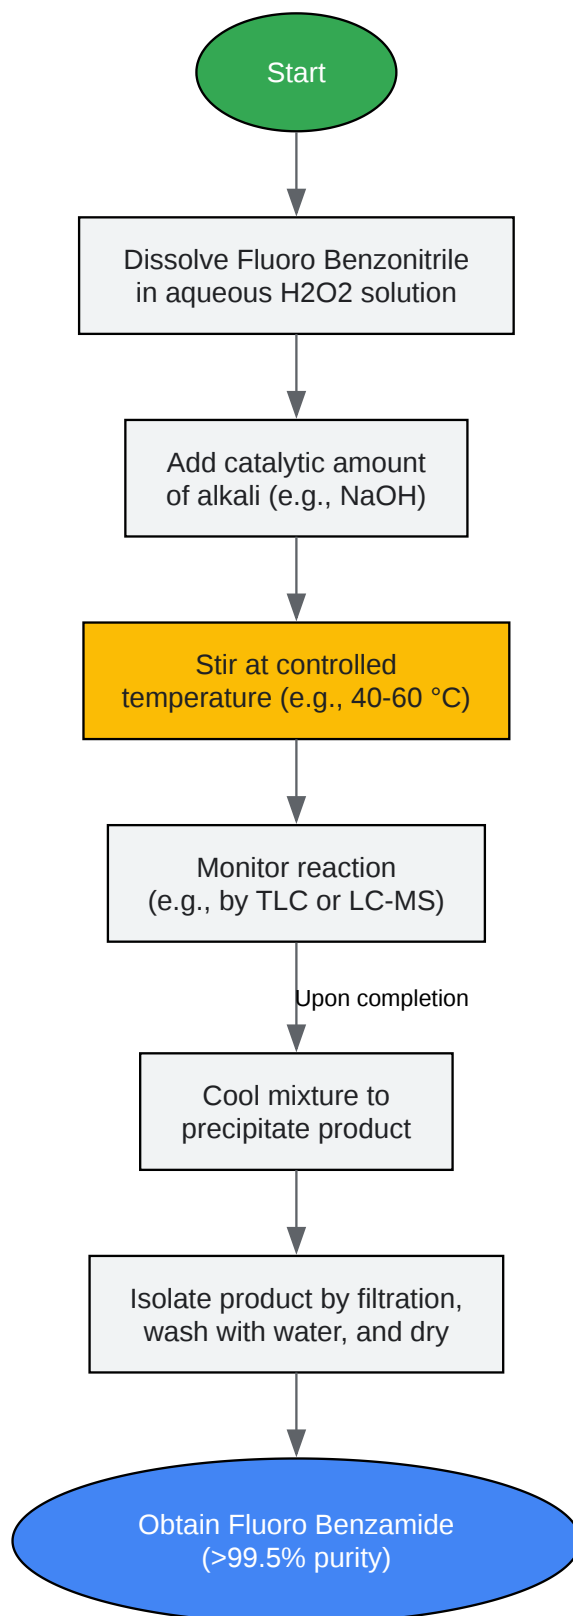 Start
Dissolve Fluoro Benzonitrile
in aqueous H2O2 solution
Add catalytic amount
of alkali (e.g., NaOH)
Stir at controlled
temperature (e.g., 40-60 °C)
Monitor reaction
(e.g., by TLC or LC-MS)
Upon completion
Cool mixture to
precipitate product
Isolate product by filtration,
wash with water, and dry
Obtain Fluoro Benzamide
(>99.5% purity)